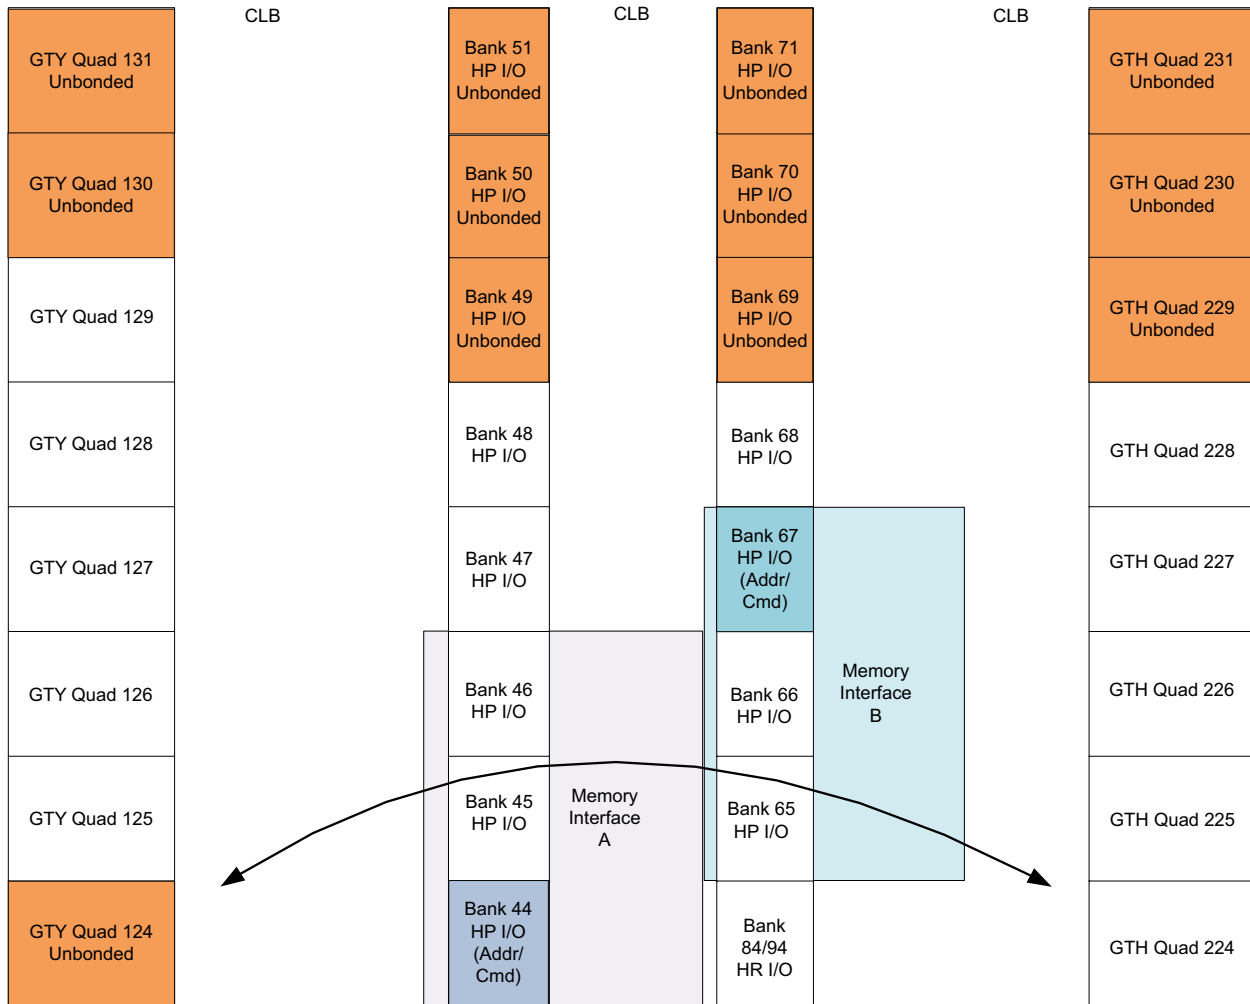 CLB
CLB
CLB
GTY Quad 131
Unbonded
Bank 51
HP I/O
Unbonded
Bank 71
HP I/O
Unbonded
GTH Quad 231
Unbonded
GTY Quad 130
Unbonded
Bank 50
HP I/O
Unbonded
Bank 70
HP I/O
Unbonded
GTH Quad 230
Unbonded
GTY Quad 129
Bank 49
HP I/O
Unbonded
Bank 69
HP I/O
Unbonded
GTH Quad 229
Unbonded
GTY Quad 128
Bank 48
HP I/O
Bank 68
HP I/O
GTH Quad 228
GTY Quad 127
Bank 47
HP I/O
Bank 67
HP I/O
(Addr/
Cmd)
GTH Quad 227
GTY Quad 126
Bank 46
HP I/O
Bank 66
HP I/O
Memory
Interface
B
GTH Quad 226
GTY Quad 125
Bank 45
HP I/O
Memory
Interface
A
Bank 65
HP I/O
GTH Quad 225
GTY Quad 124
Unbonded
Bank 44
HP I/O
(Addr/
Cmd)
Bank
84/94
HR I/O
GTH Quad 224